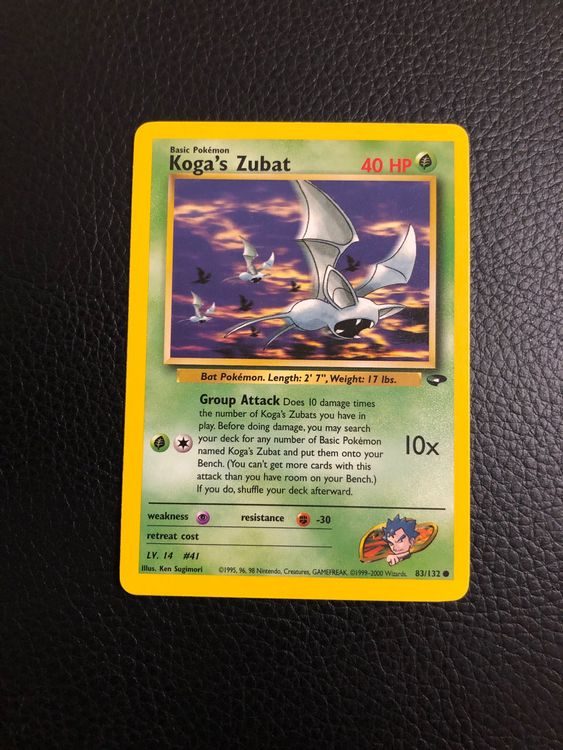 Basic Pokémon
Koga's Zubat
40 HP
Bat Pokémon. Length: 2' 7", Weight: 17 lbs.
Group Attack Does 10 damage times
the number of Koga's Zubats you have in
play. Before doing damage, you may search
your deck for any number of Basic Pokémon
named Koga's Zubat and put them onto your
Bench. (You can't get more cards with this
attack than you have room on your Bench.)
If you do, shuffle your deck afterward.
10x
weakness
resistance -30
retreat cost
LV. 14 #41
Illus. Ken Sugimori
©1995, 96, 98 Nintendo, Creatures, GAMEFREAK. ©1999-2000 Wizards.
83/132